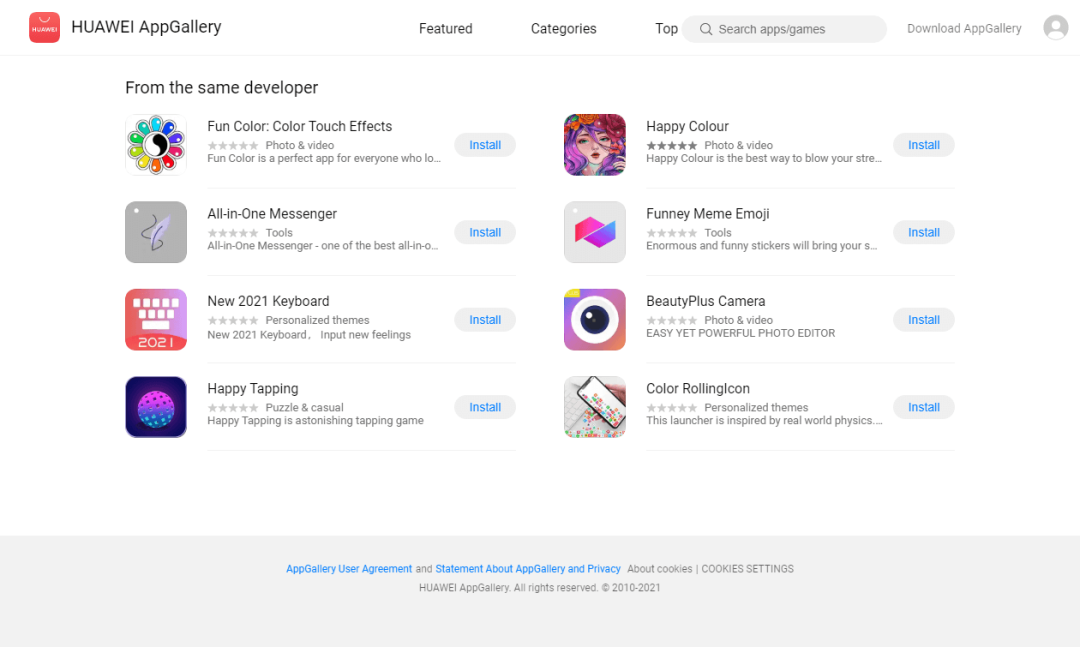 HUAWEI
HUAWEI AppGallery
Featured
Categories
Top
Search apps/games
Download AppGallery
From the same developer
Fun Color: Color Touch Effects
Photo & video
Fun Color is a perfect app for everyone who lo...
Install
Happy Colour
Photo & video
Happy Colour is the best way to blow your stre...
Install
All-in-One Messenger
Tools
All-in-One Messenger - one of the best all-in-o...
Install
Funney Meme Emoji
Tools
Enormous and funny stickers will bring your s...
Install
2021
New 2021 Keyboard
Personalized themes
New 2021 Keyboard， Input new feelings
Install
BeautyPlus Camera
Photo & video
EASY YET POWERFUL PHOTO EDITOR
Install
Happy Tapping
Puzzle & casual
Happy Tapping is astonishing tapping game
Install
Color RollingIcon
Personalized themes
This launcher is inspired by real world physics....
Install
AppGallery User Agreement and Statement About AppGallery and Privacy About cookies | COOKIES SETTINGS
HUAWEI AppGallery. All rights reserved. © 2010-2021